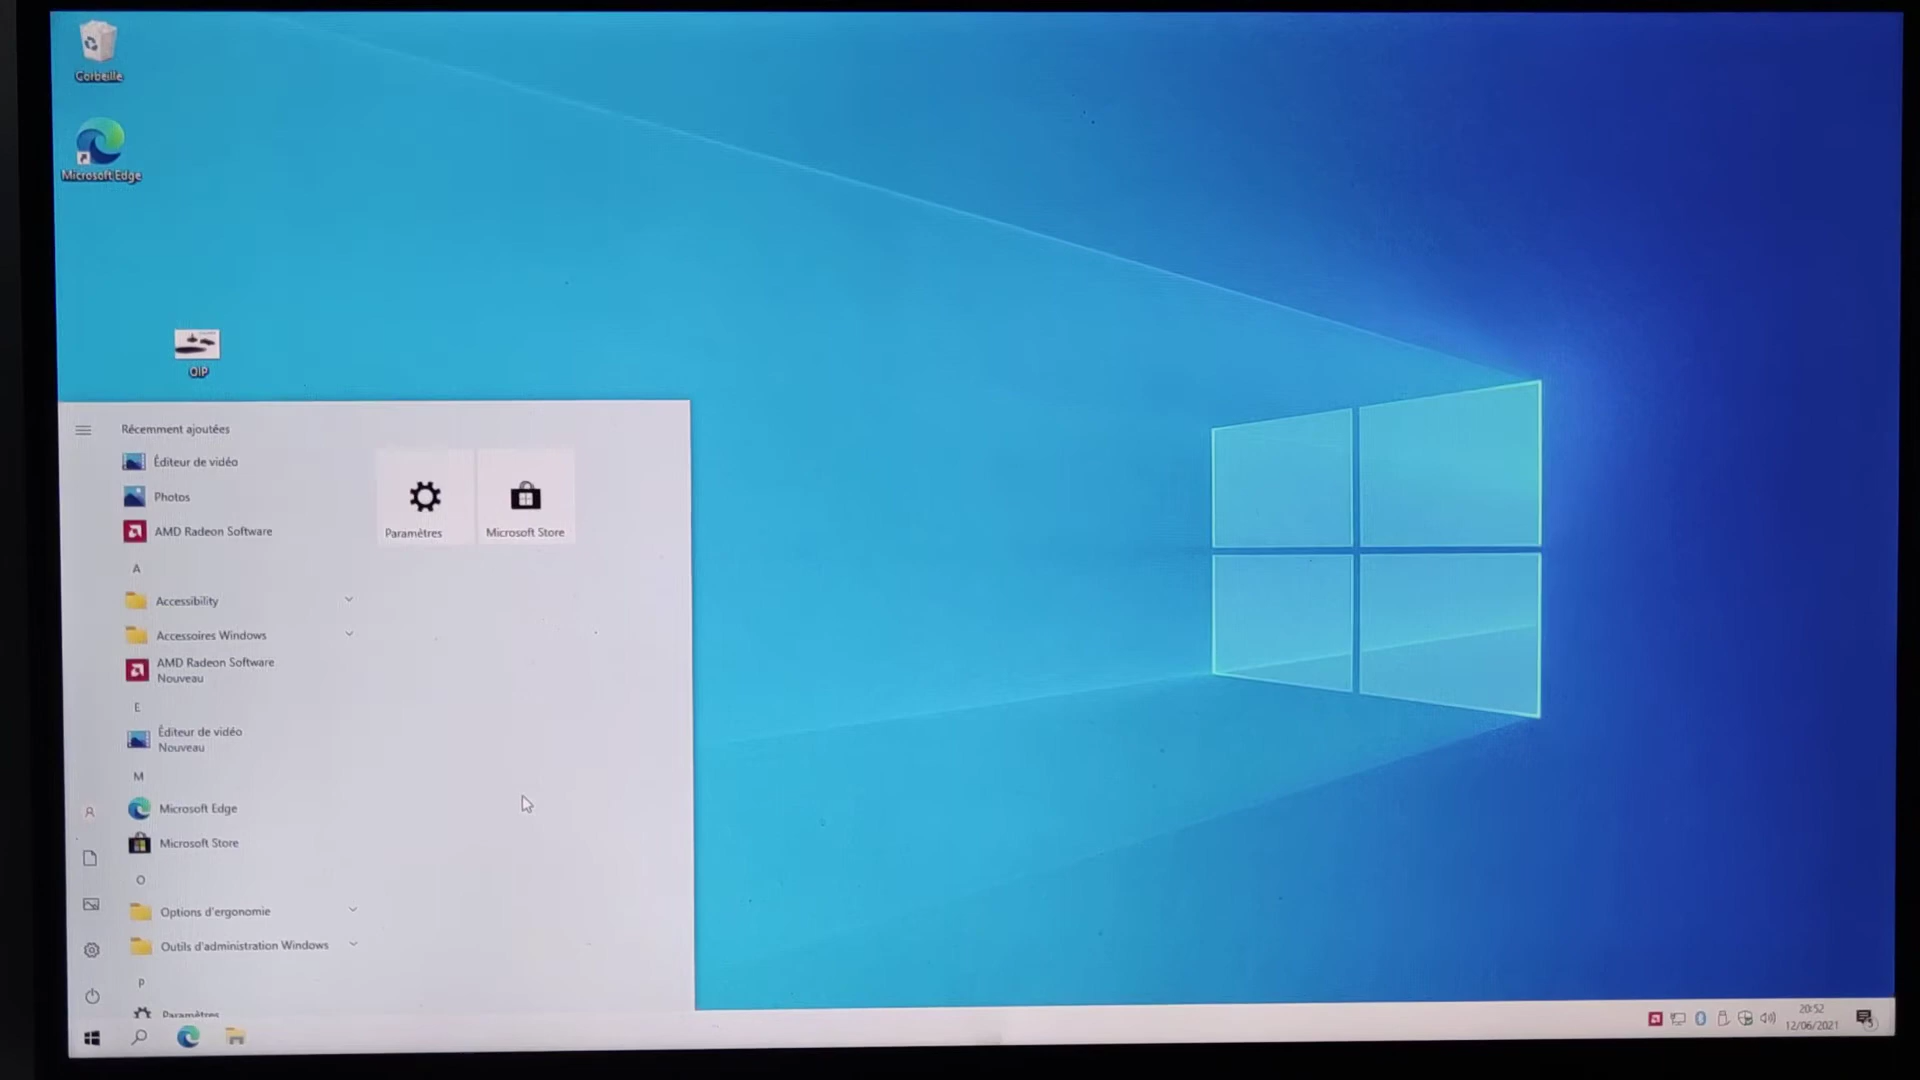 Corbeille
Microsoft Edge
OIP
Récemment ajoutées
Éditeur de vidéo
Photos
AMD Radeon Software
A
Accessibility
Accessoires Windows
AMD Radeon Software
Nouveau
E
Éditeur de vidéo
Nouveau
M
Microsoft Edge
Microsoft Store
O
Options d'ergonomie
Outils d'administration Windows
P
Paramètres
Paramètres
Microsoft Store
20:52
12/06/2021